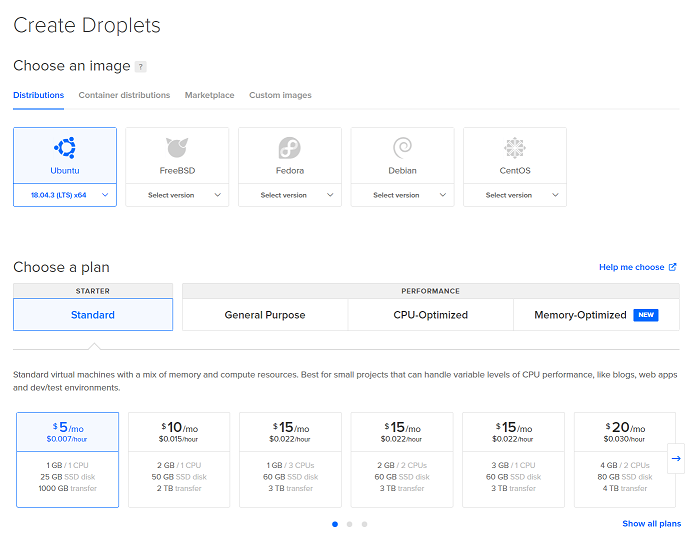 Create Droplets
Choose an image ?
Distributions Container distributions Marketplace Custom images
Ubuntu FreeBSD Fedora Debian CentOS
18.04.3 (LTS) x64 Select version Select version Select version Select version
Choose a plan Help me choose
STARTER PERFORMANCE
Standard General Purpose CPU-Optimized Memory-Optimized NEW
Standard virtual machines with a mix of memory and compute resources. Best for small projects that can handle variable levels of CPU performance, like blogs, web apps
and dev/test environments.
$5/mo $10/mo $15/mo $15/mo $15/mo $20/mo
$0.007/hour $0.015/hour $0.022/hour $0.022/hour $0.022/hour $0.030/hour
1 GB / 1 CPU 2 GB / 1 CPU 1 GB / 3 CPUs 2 GB / 2 CPUs 3 GB / 1 CPU 4 GB / 2 CPUs
25 GB SSD disk 50 GB SSD disk 60 GB SSD disk 60 GB SSD disk 60 GB SSD disk 80 GB SSD disk
1000 GB transfer 2 TB transfer 3 TB transfer 3 TB transfer 3 TB transfer 4 TB transfer
Show all plans